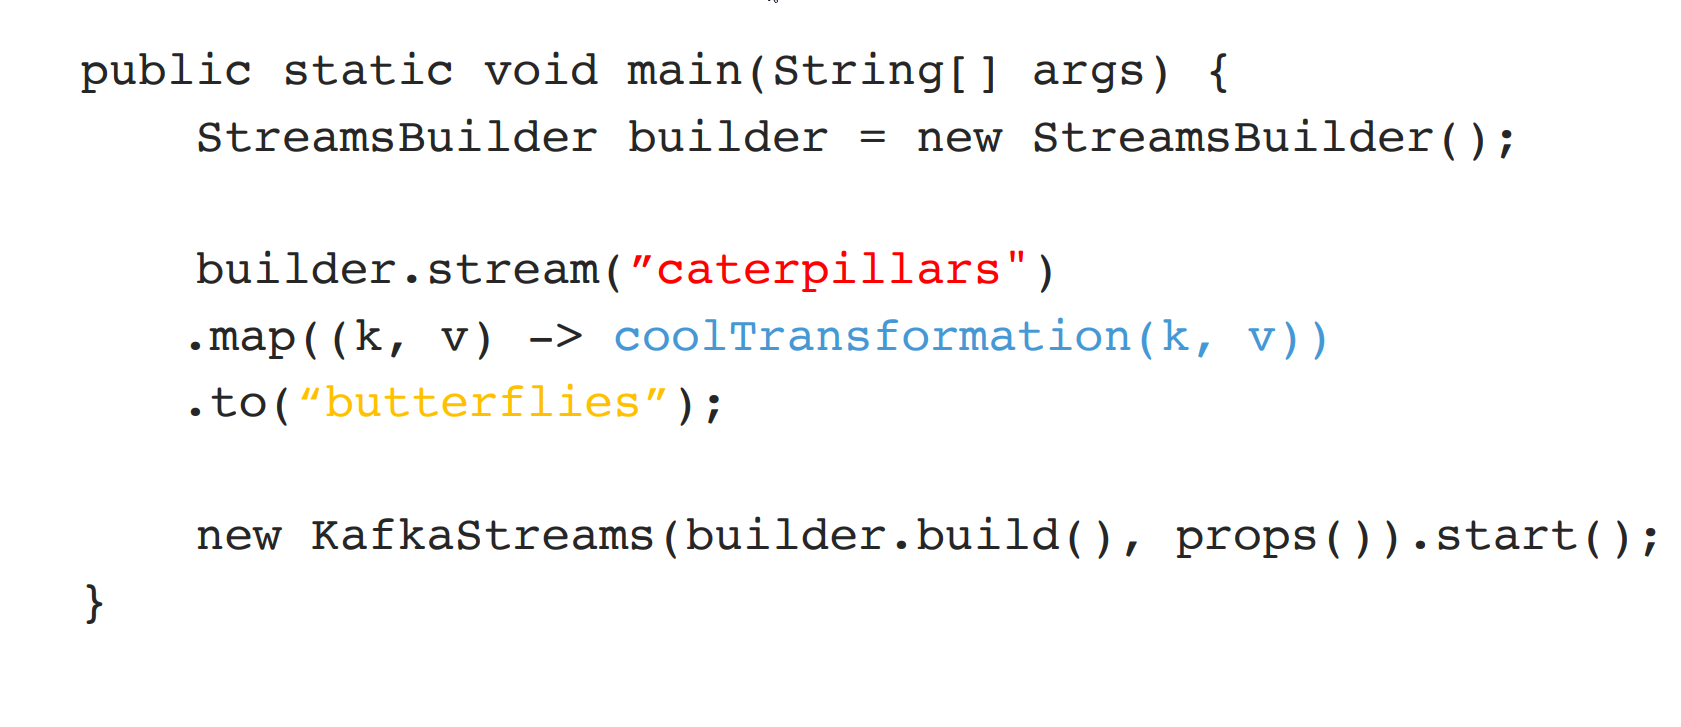 public static void main(String[] args) {
StreamsBuilder builder = new StreamsBuilder();
builder.stream(”caterpillars")
.map((k, v) -> coolTransformation(k, v))
.to(“butterflies”);
new KafkaStreams(builder.build(), props()).start();
}